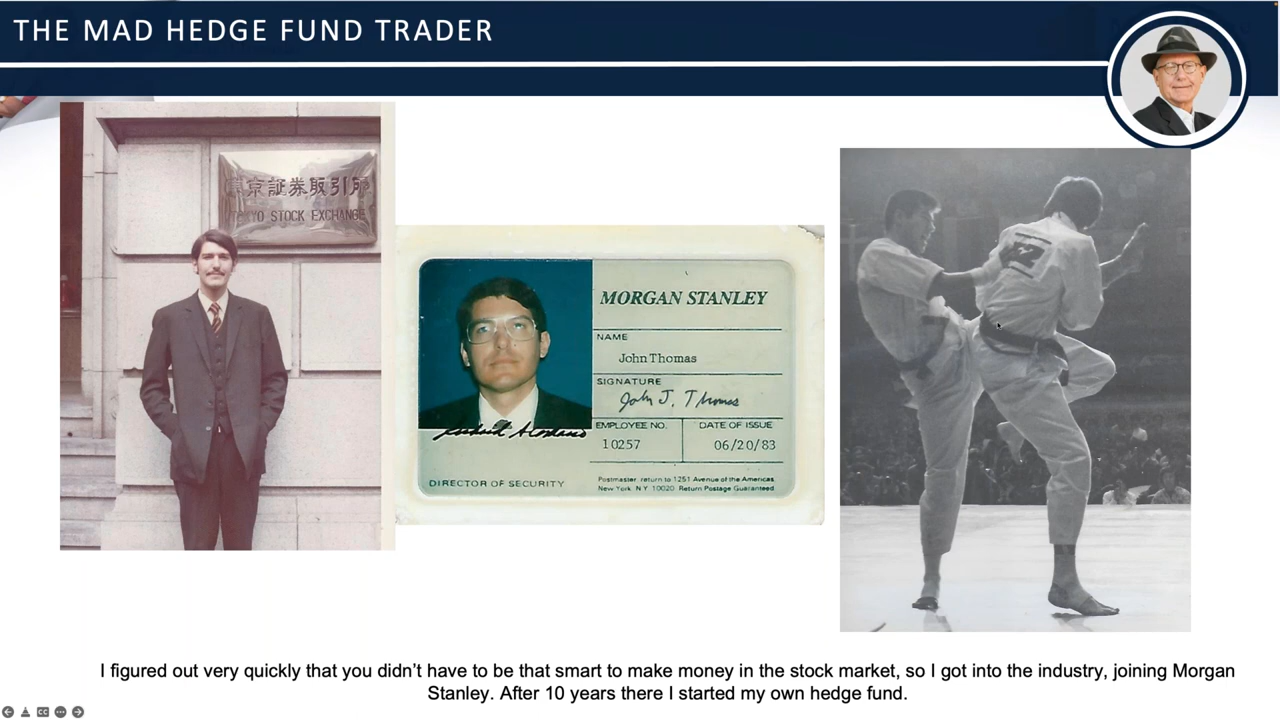 THE MAD HEDGE FUND TRADER
東京証券取引所
TOKYO STOCK EXCHANGE
MORGAN STANLEY
NAME
John Thomas
SIGNATURE
John J. Thomas
EMPLOYEE NO.
DATE OF ISSUE
10257
06/20/83
DIRECTOR OF SECURITY
Postmaster: return to 1251 Avenue of the Americas
New York NY 10020 Return Postage Guaranteed
I figured out very quickly that you didn’t have to be that smart to make money in the stock market, so I got into the industry, joining Morgan
Stanley. After 10 years there I started my own hedge fund.
CC